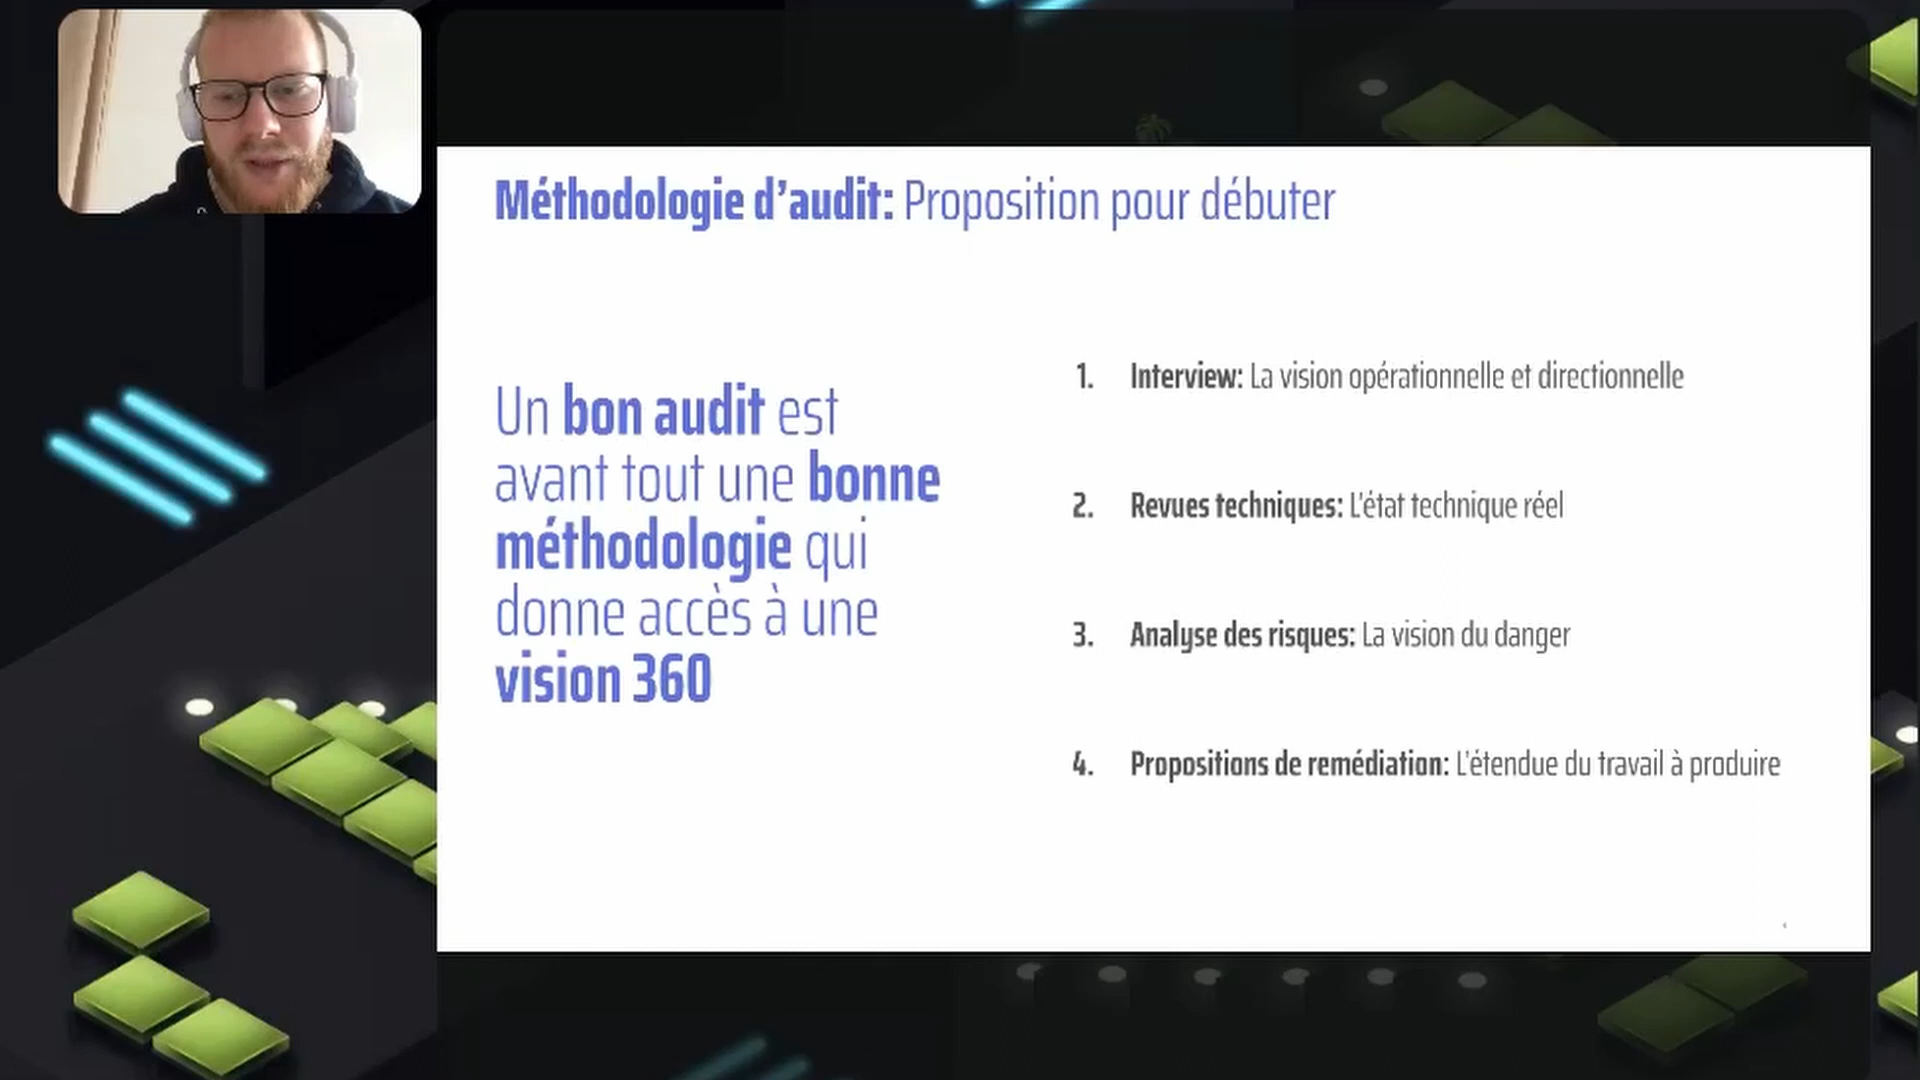 Méthodologie d’audit: Proposition pour débuter
Un bon audit est
avant tout une bonne
méthodologie qui
donne accès à une
vision 360
1. Interview: La vision opérationnelle et directionnelle
2. Revues techniques: L'état technique réel
3. Analyse des risques: La vision du danger
4. Propositions de remédiation: L'étendue du travail à produire